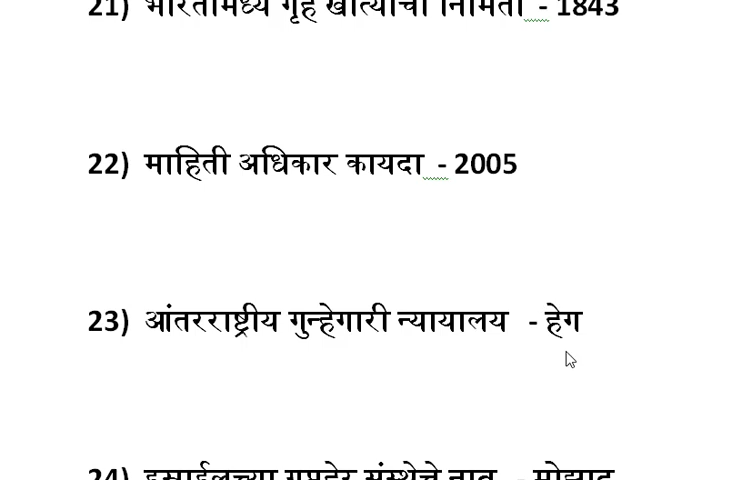 21) भारतामध्ये गृह खात्याची निर्मिती - 1843
22) माहिती अधिकार कायदा - 2005
23) आंतरराष्ट्रीय गुन्हेगारी न्यायालय - हेग
24) इस्राईलच्या गुप्तहेर संस्थेचे नाव - मोझाद